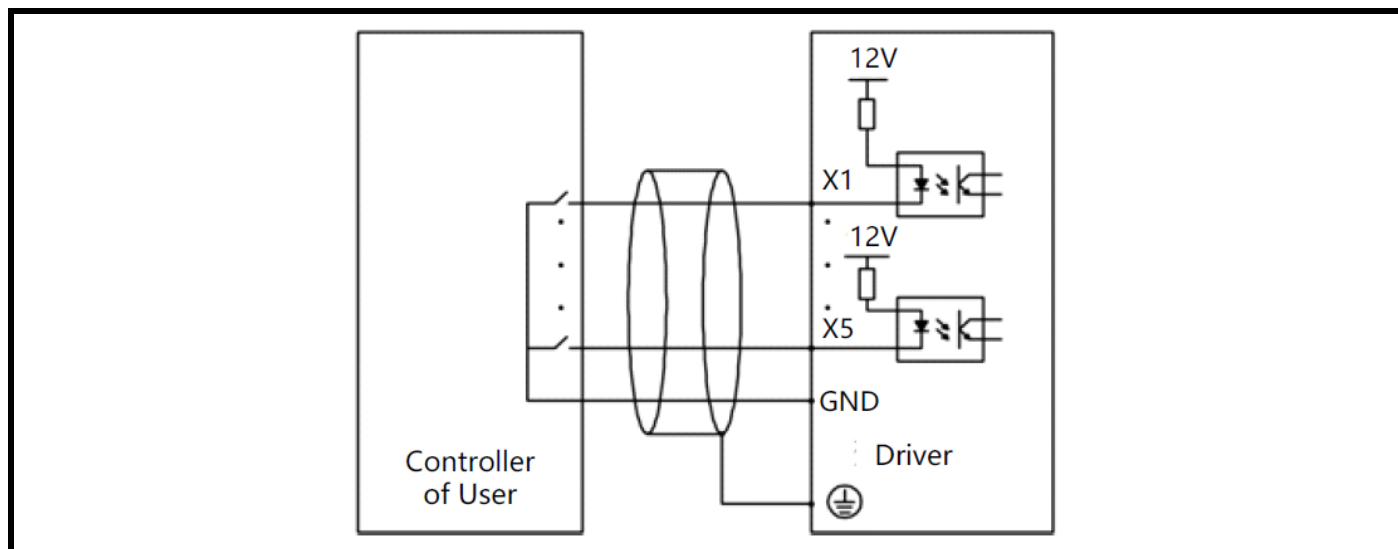 12V
X1
12V
X5
GND
Driver
Controller
of User